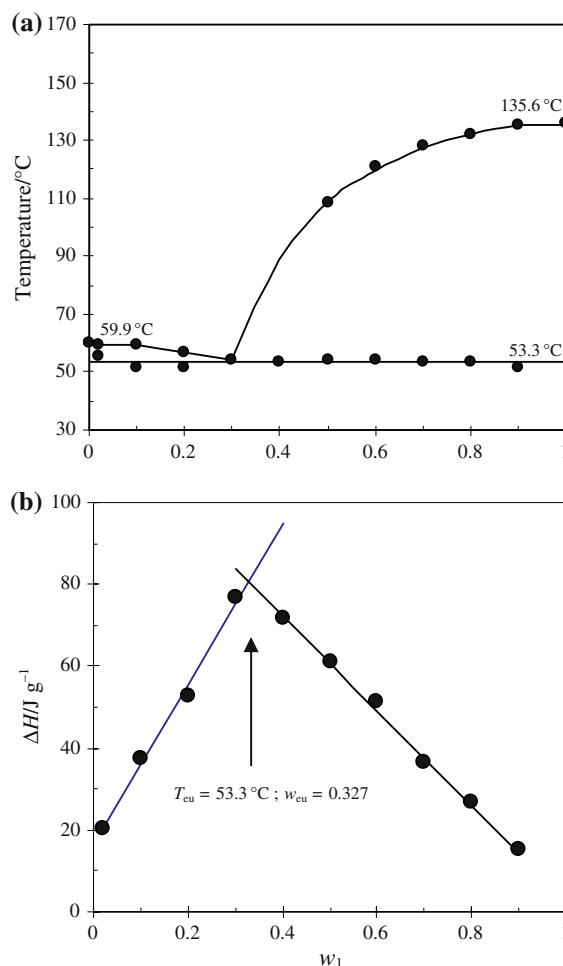 (a)
170
150
130
110
90
70
50
30
Temperature/°C
135.6 °C
59.9 °C
53.3 °C
0 0.2 0.4 0.6 0.8 1
(b)
100
80
60
40
20
0
ΔH/J g⁻¹
T_eu = 53.3 °C ; w_eu = 0.327
0 0.2 0.4 0.6 0.8 1
w₁